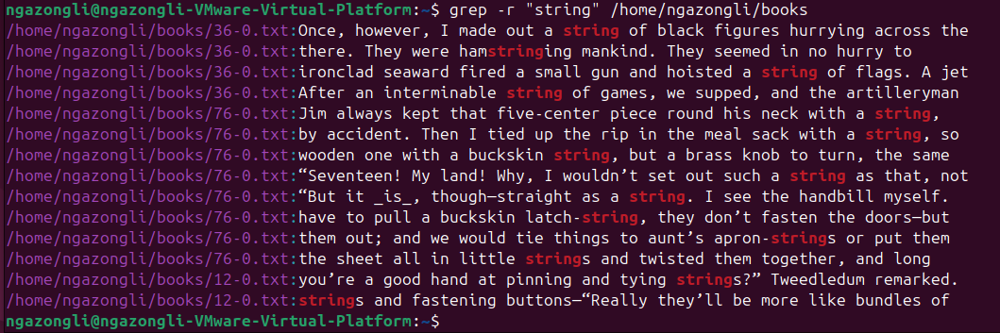 ngazongli@ngazongli-VMware-Virtual-Platform:~$ grep -r "string" /home/ngazongli/books
/home/ngazongli/books/36-0.txt:Once, however, I made out a string of black figures hurrying across the
/home/ngazongli/books/36-0.txt:there. They were hamstringing mankind. They seemed in no hurry to
/home/ngazongli/books/36-0.txt:ironclad seaward fired a small gun and hoisted a string of flags. A jet
/home/ngazongli/books/36-0.txt:After an interminable string of games, we supped, and the artilleryman
/home/ngazongli/books/76-0.txt:Jim always kept that five-center piece round his neck with a string,
/home/ngazongli/books/76-0.txt:by accident. Then I tied up the rip in the meal sack with a string, so
/home/ngazongli/books/76-0.txt:wooden one with a buckskin string, but a brass knob to turn, the same
/home/ngazongli/books/76-0.txt:“Seventeen! My land! Why, I wouldn’t set out such a string as that, not
/home/ngazongli/books/76-0.txt:“But it _is_, though—straight as a string. I see the handbill myself.
/home/ngazongli/books/76-0.txt:have to pull a buckskin latch-string, they don’t fasten the doors—but
/home/ngazongli/books/76-0.txt:them out; and we would tie things to aunt’s apron-strings or put them
/home/ngazongli/books/76-0.txt:the sheet all in little strings and twisted them together, and long
/home/ngazongli/books/12-0.txt:you’re a good hand at pinning and tying strings?” Tweedledum remarked.
/home/ngazongli/books/12-0.txt:strings and fastening buttons—“Really they’ll be more like bundles of
ngazongli@ngazongli-VMware-Virtual-Platform:~$